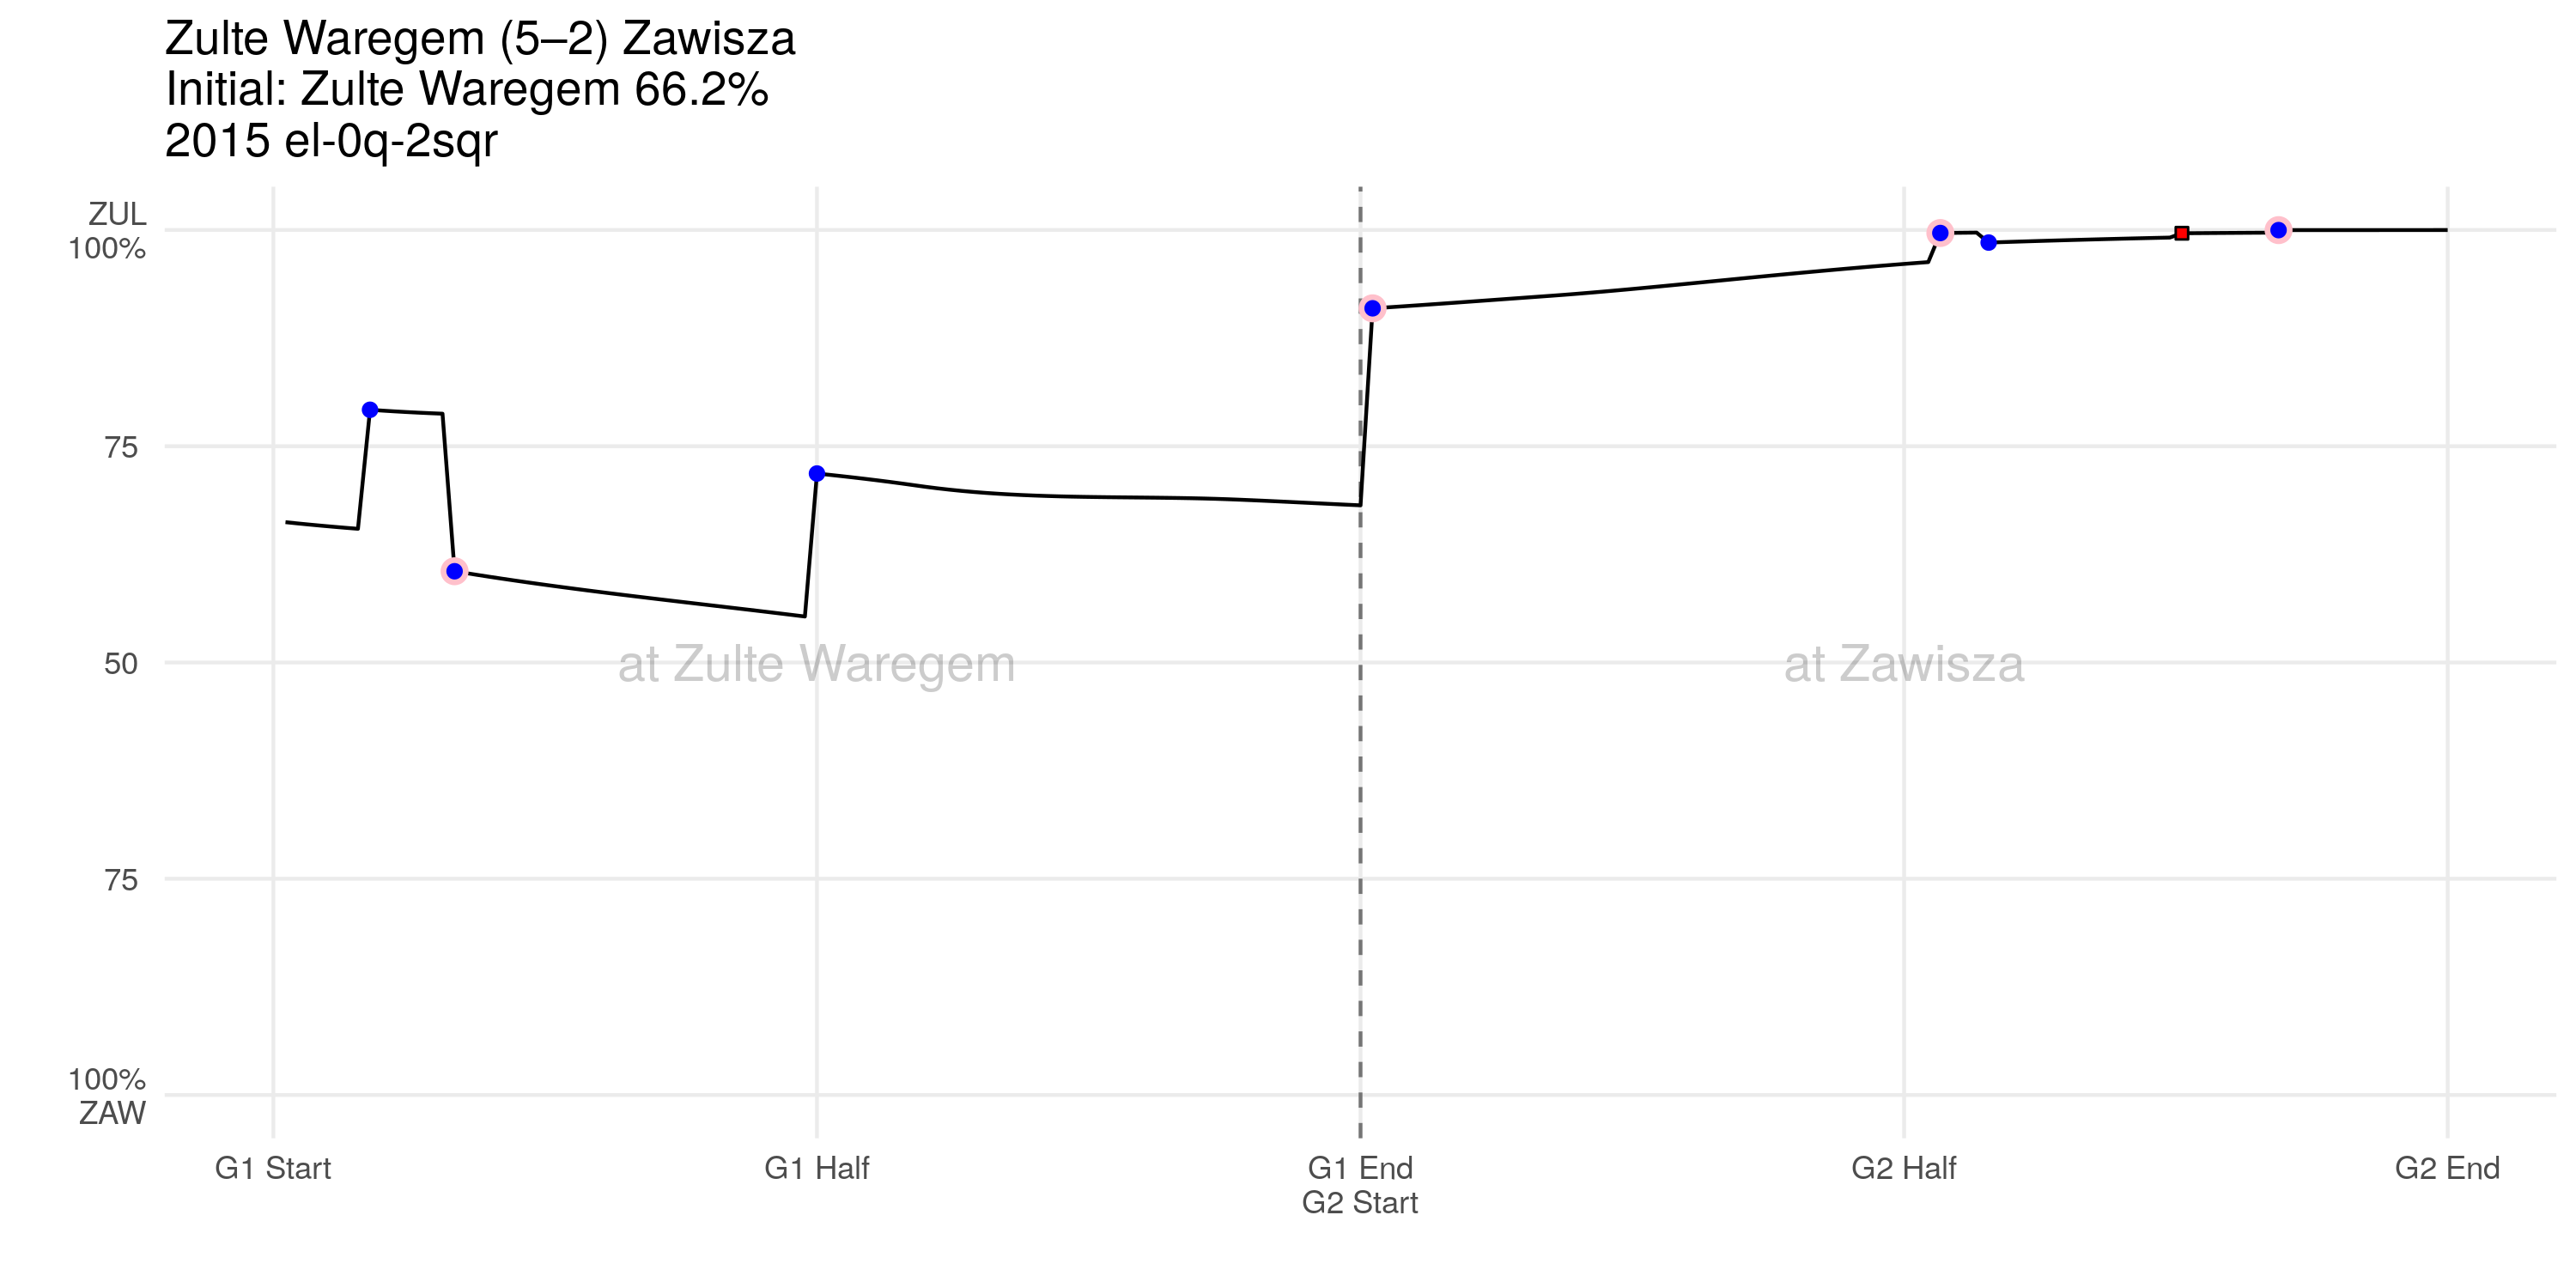 Zulte Waregem (5–2) Zawisza
Initial: Zulte Waregem 66.2%
2015 el-0q-2sqr
ZUL
100%
75
50
75
100%
ZAW
at Zulte Waregem
at Zawisza
G1 Start
G1 Half
G1 End
G2 Start
G2 Half
G2 End